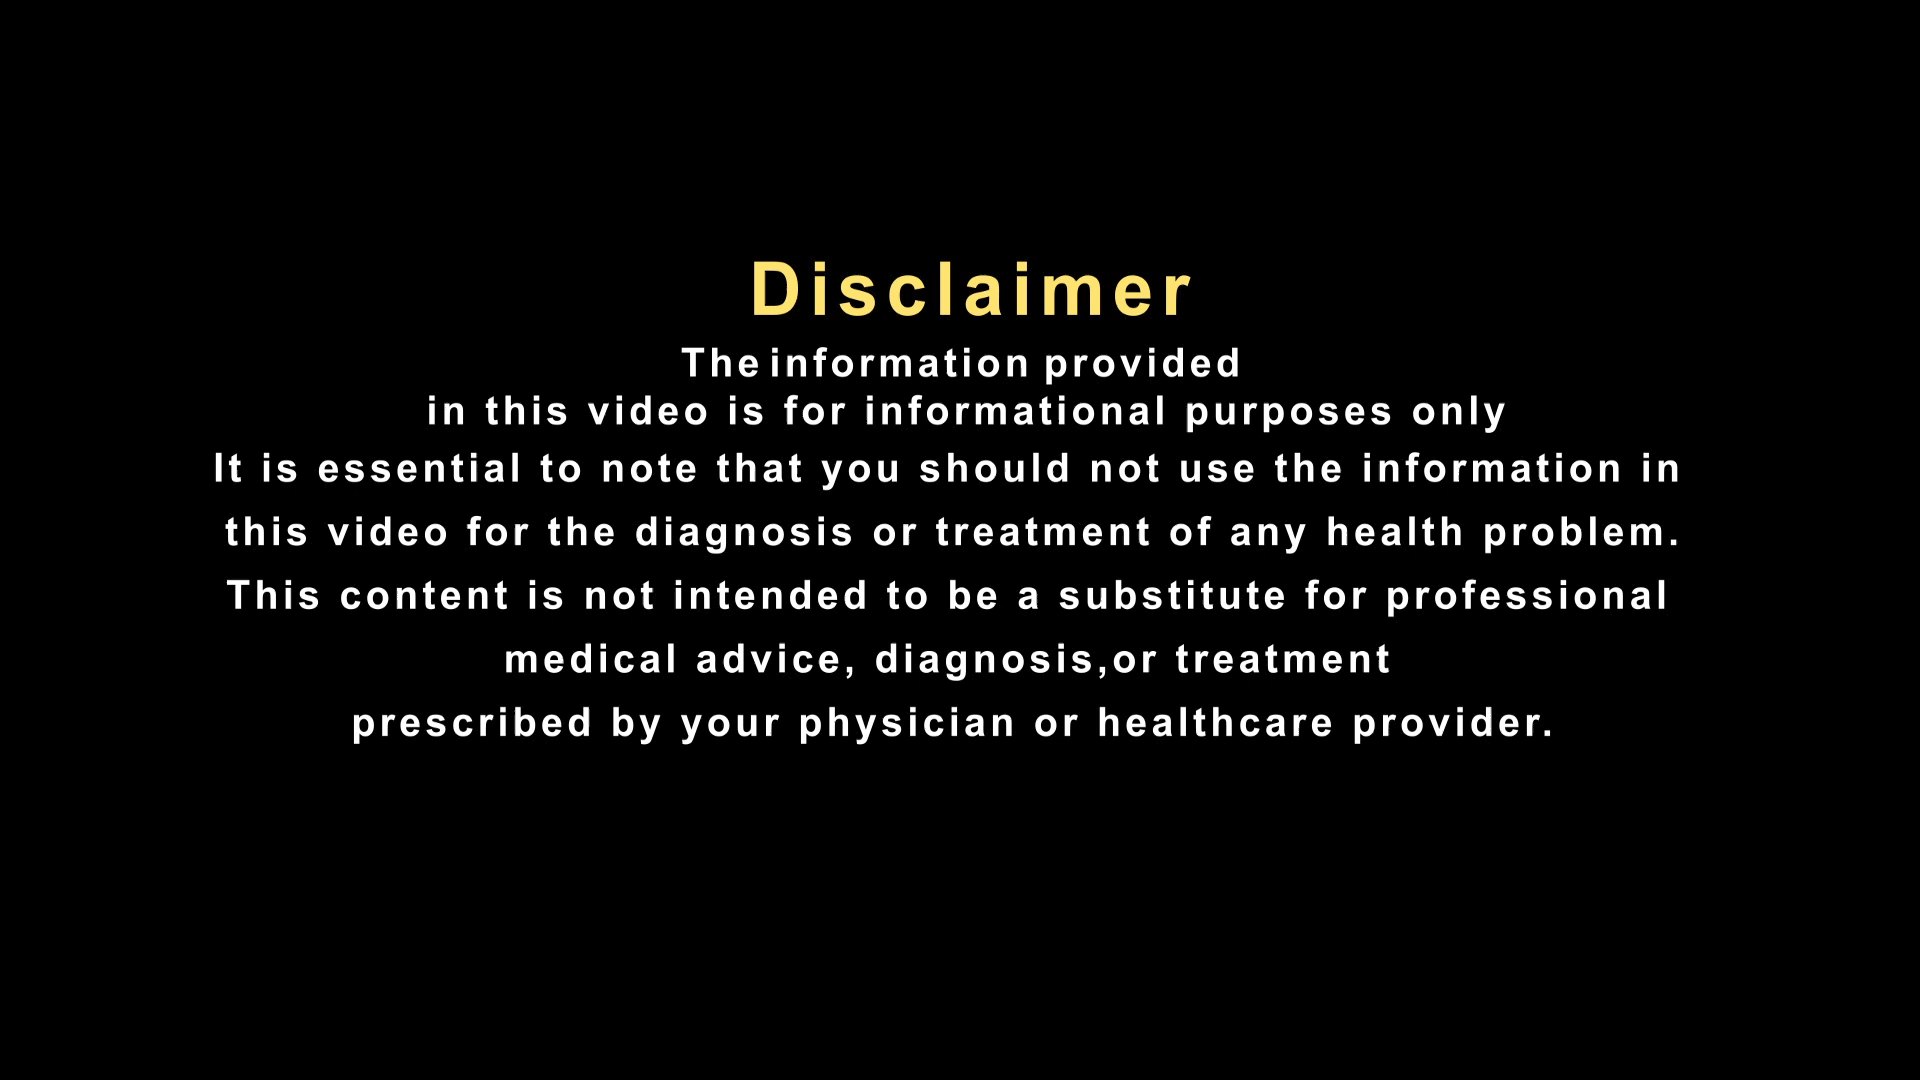 Disclaimer
The information provided
in this video is for informational purposes only
It is essential to note that you should not use the information in
this video for the diagnosis or treatment of any health problem.
This content is not intended to be a substitute for professional
medical advice, diagnosis,or treatment
prescribed by your physician or healthcare provider.